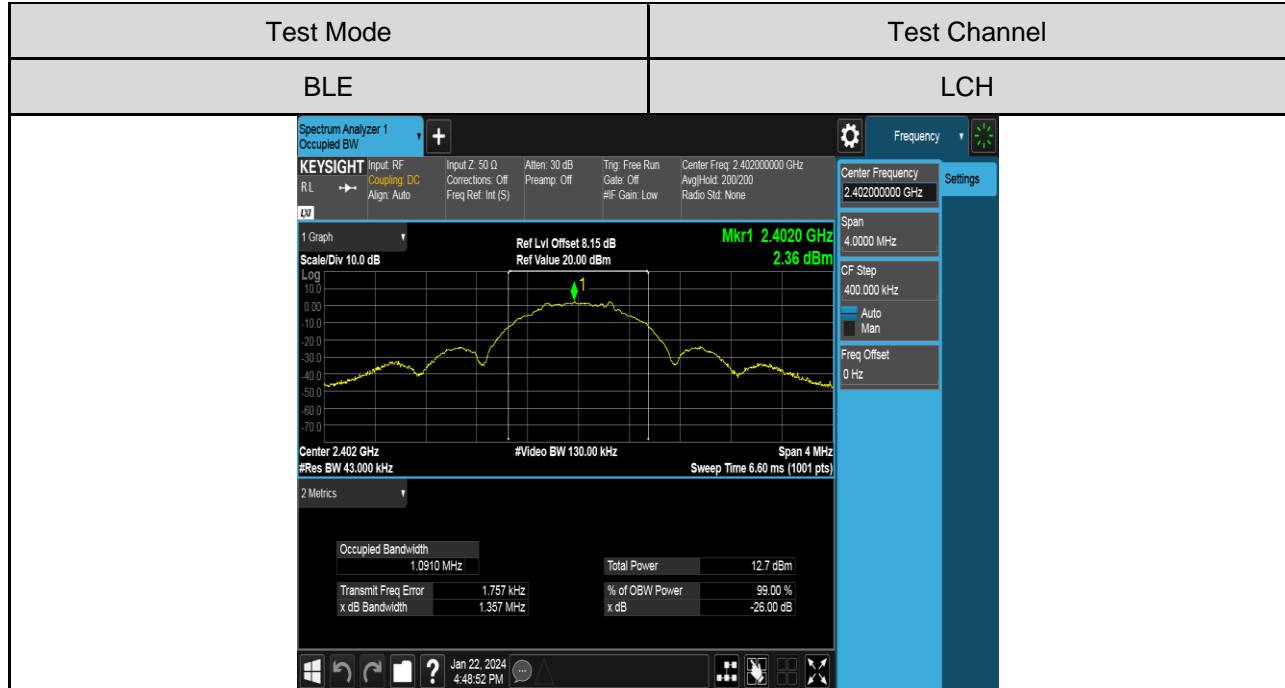 Test Mode
Test Channel
BLE
LCH
Spectrum Analyzer 1
Occupied BW
+
Frequency
KEYSIGHT
RL
LXI
Input: RF
Coupling: DC
Align: Auto
Input Z: 50 Ω
Corrections: Off
Freq Ref: Int (S)
Atten: 30 dB
Preamp: Off
Trig: Free Run
Gate: Off
#IF Gain: Low
Center Freq: 2.402000000 GHz
Avg|Hold: 200/200
Radio Std: None
Center Frequency
2.402000000 GHz
Settings
Span
4.0000 MHz
CF Step
400.000 kHz
Auto
Man
Freq Offset
0 Hz
1 Graph
Scale/Div 10.0 dB
Ref Lvl Offset 8.15 dB
Ref Value 20.00 dBm
Mkr1 2.4020 GHz
2.36 dBm
Log
10.0
0.00
-10.0
-20.0
-30.0
-40.0
-50.0
-60.0
-70.0
1
Center 2.402 GHz
#Res BW 43.000 kHz
#Video BW 130.00 kHz
Span 4 MHz
Sweep Time 6.60 ms (1001 pts)
2 Metrics
Occupied Bandwidth
1.0910 MHz
Total Power 12.7 dBm
Transmit Freq Error 1.757 kHz
% of OBW Power 99.00 %
x dB Bandwidth 1.357 MHz
x dB -26.00 dB
?
Jan 22, 2024
4:48:52 PM